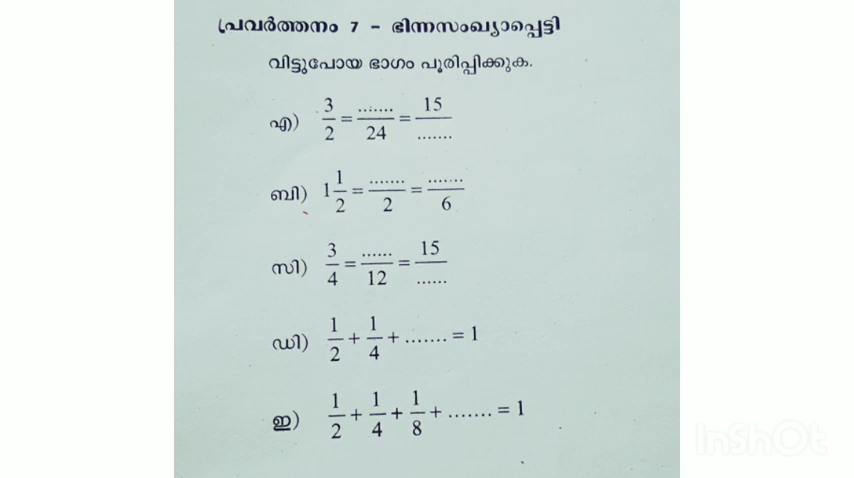 പ്രവർത്തനം 7 – ഭിന്നസംഖ്യാപ്പെട്ടി
വിട്ടുപോയ ഭാഗം പൂരിപ്പിക്കുക.
എ) 3/2 = ......./24 = 15/.......
ബി) 1 1/2 = ......./2 = ......./6
സി) 3/4 = ....../12 = 15/......
ഡി) 1/2 + 1/4 + ....... = 1
ഇ) 1/2 + 1/4 + 1/8 + ....... = 1
InShOt